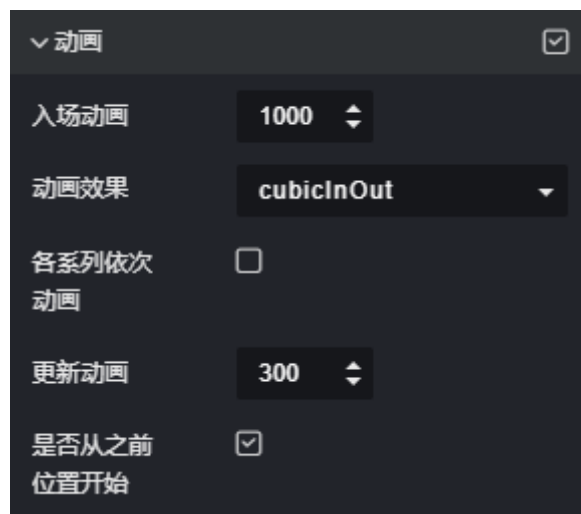 动画
入场动画 1000
动画效果 cubicInOut
各系列依次
动画
更新动画 300
是否从之前
位置开始